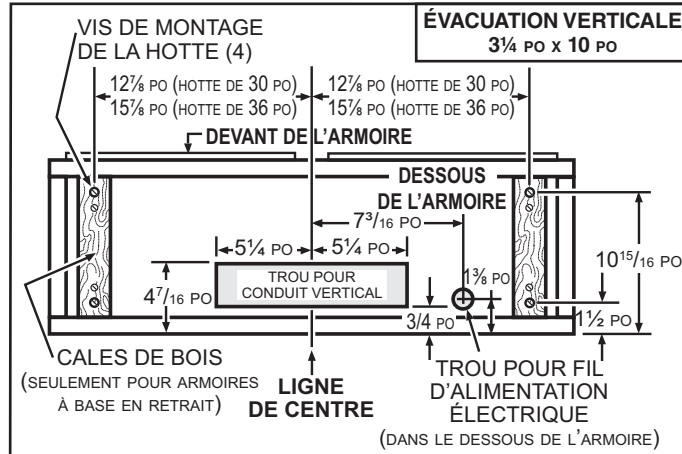 ÉVACUATION VERTICALE
3¼ PO X 10 PO
VIS DE MONTAGE
DE LA HOTTE (4)
12⅞ PO (HOTTE DE 30 PO)
15⅞ PO (HOTTE DE 36 PO)
12⅞ PO (HOTTE DE 30 PO)
15⅞ PO (HOTTE DE 36 PO)
DEVANT DE L’ARMOIRE
DESSOUS
DE L’ARMOIRE
7³/₁₆ PO
5¼ PO
5¼ PO
TROU POUR
CONDUIT VERTICAL
4⁷/₁₆ PO
1⅜ PO
3/4 PO
10¹⁵/₁₆ PO
1½ PO
CALES DE BOIS
(SEULEMENT POUR ARMOIRES
À BASE EN RETRAIT)
LIGNE
DE CENTRE
TROU POUR FIL
D’ALIMENTATION
ÉLECTRIQUE
(DANS LE DESSOUS DE L’ARMOIRE)